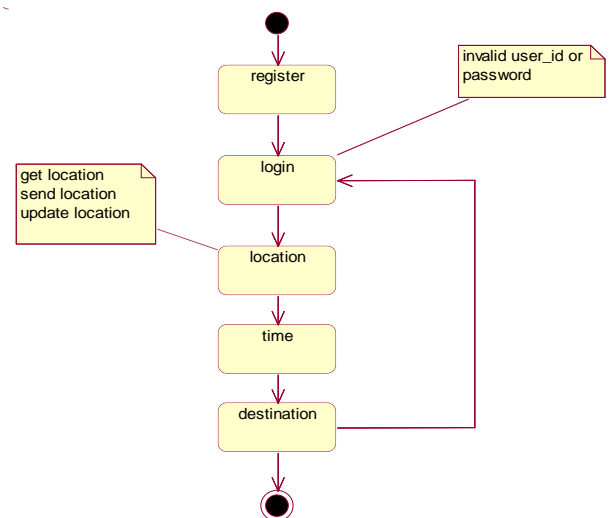 register
invalid user_id or
password
login
get location
send location
update location
location
time
destination